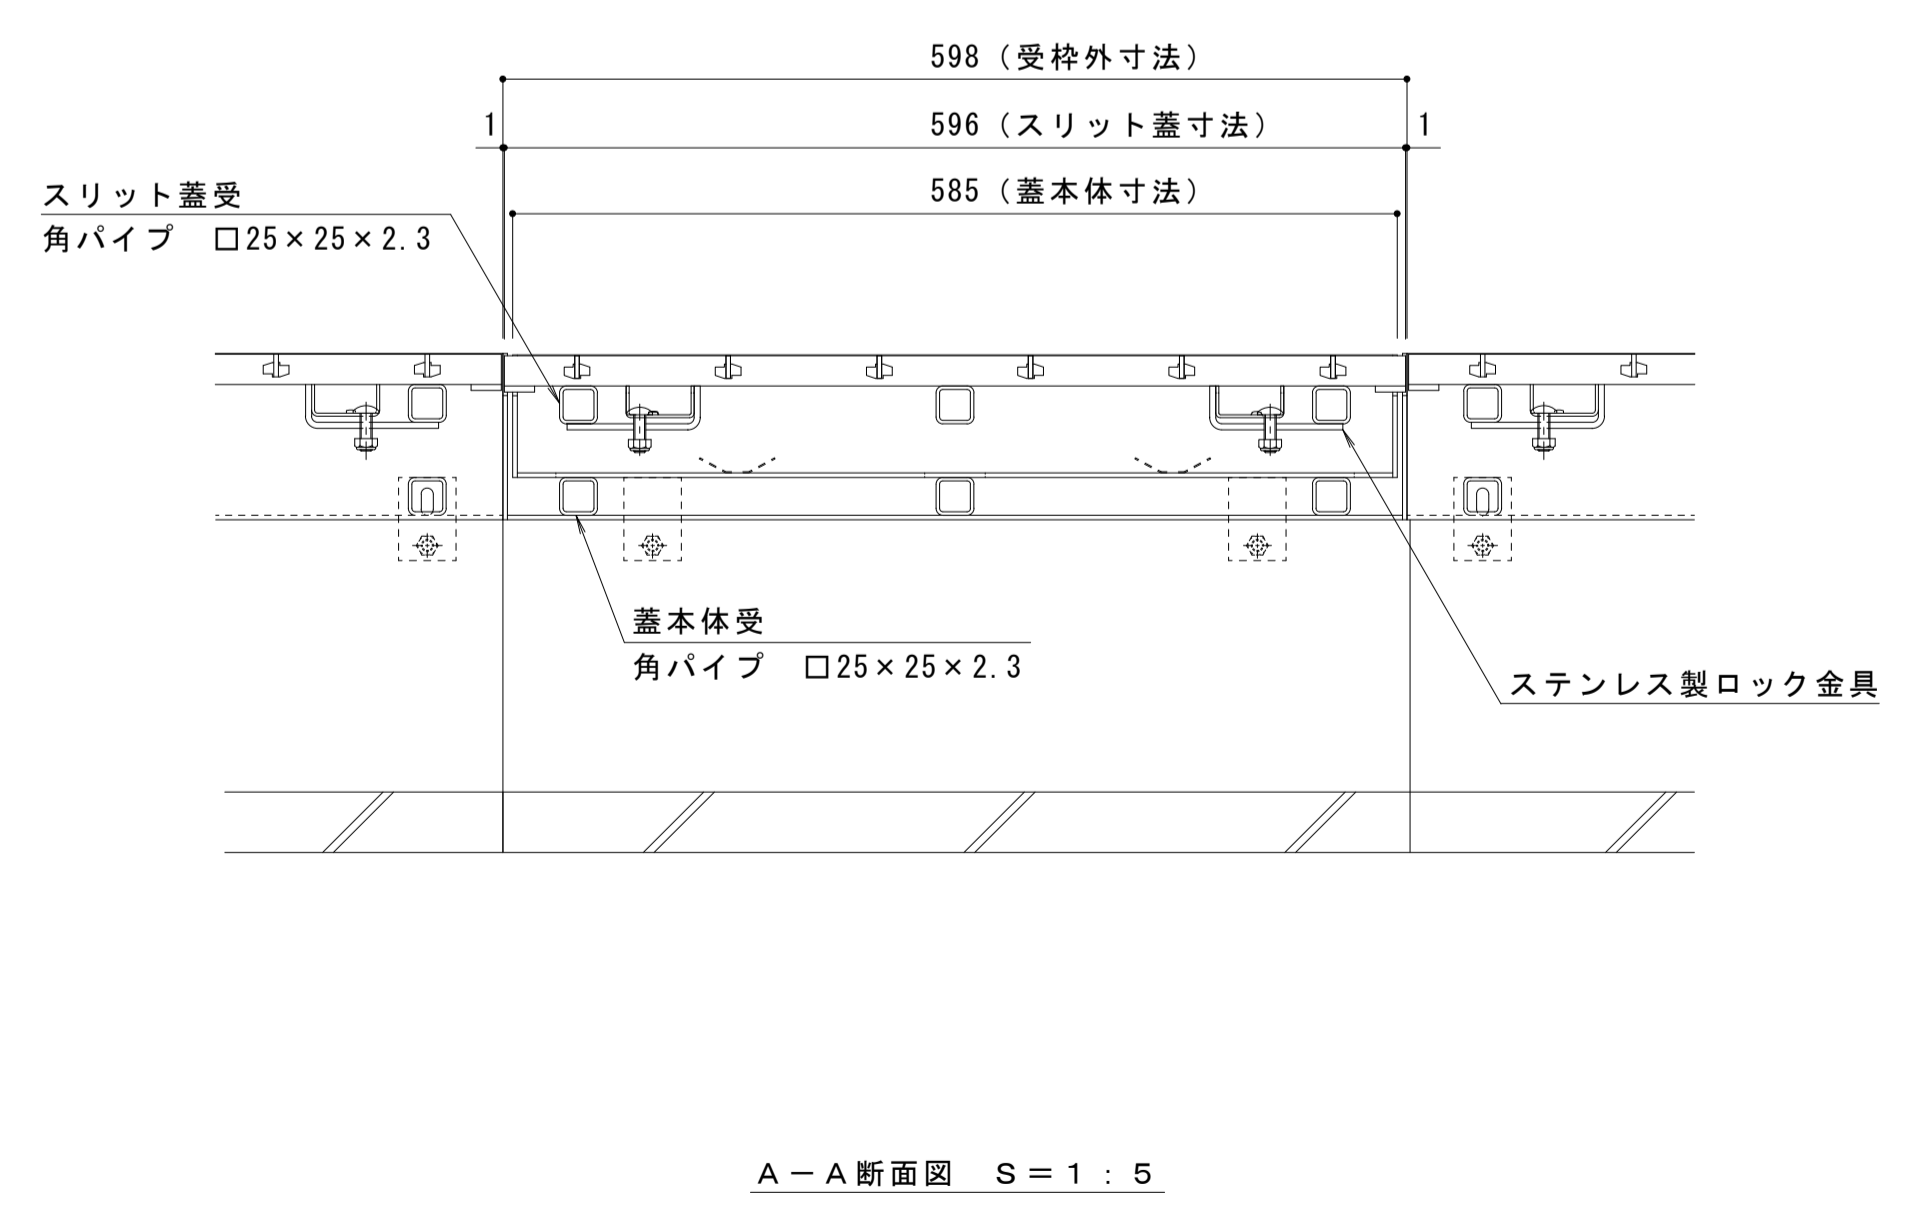 598（受枠外寸法）
1
596（スリット蓋寸法）
1
585（蓋本体寸法）
スリット蓋受
角パイプ　□25×25×2.3
蓋本体受
角パイプ　□25×25×2.3
ステンレス製ロック金具
Ａ－Ａ断面図　Ｓ＝１：５